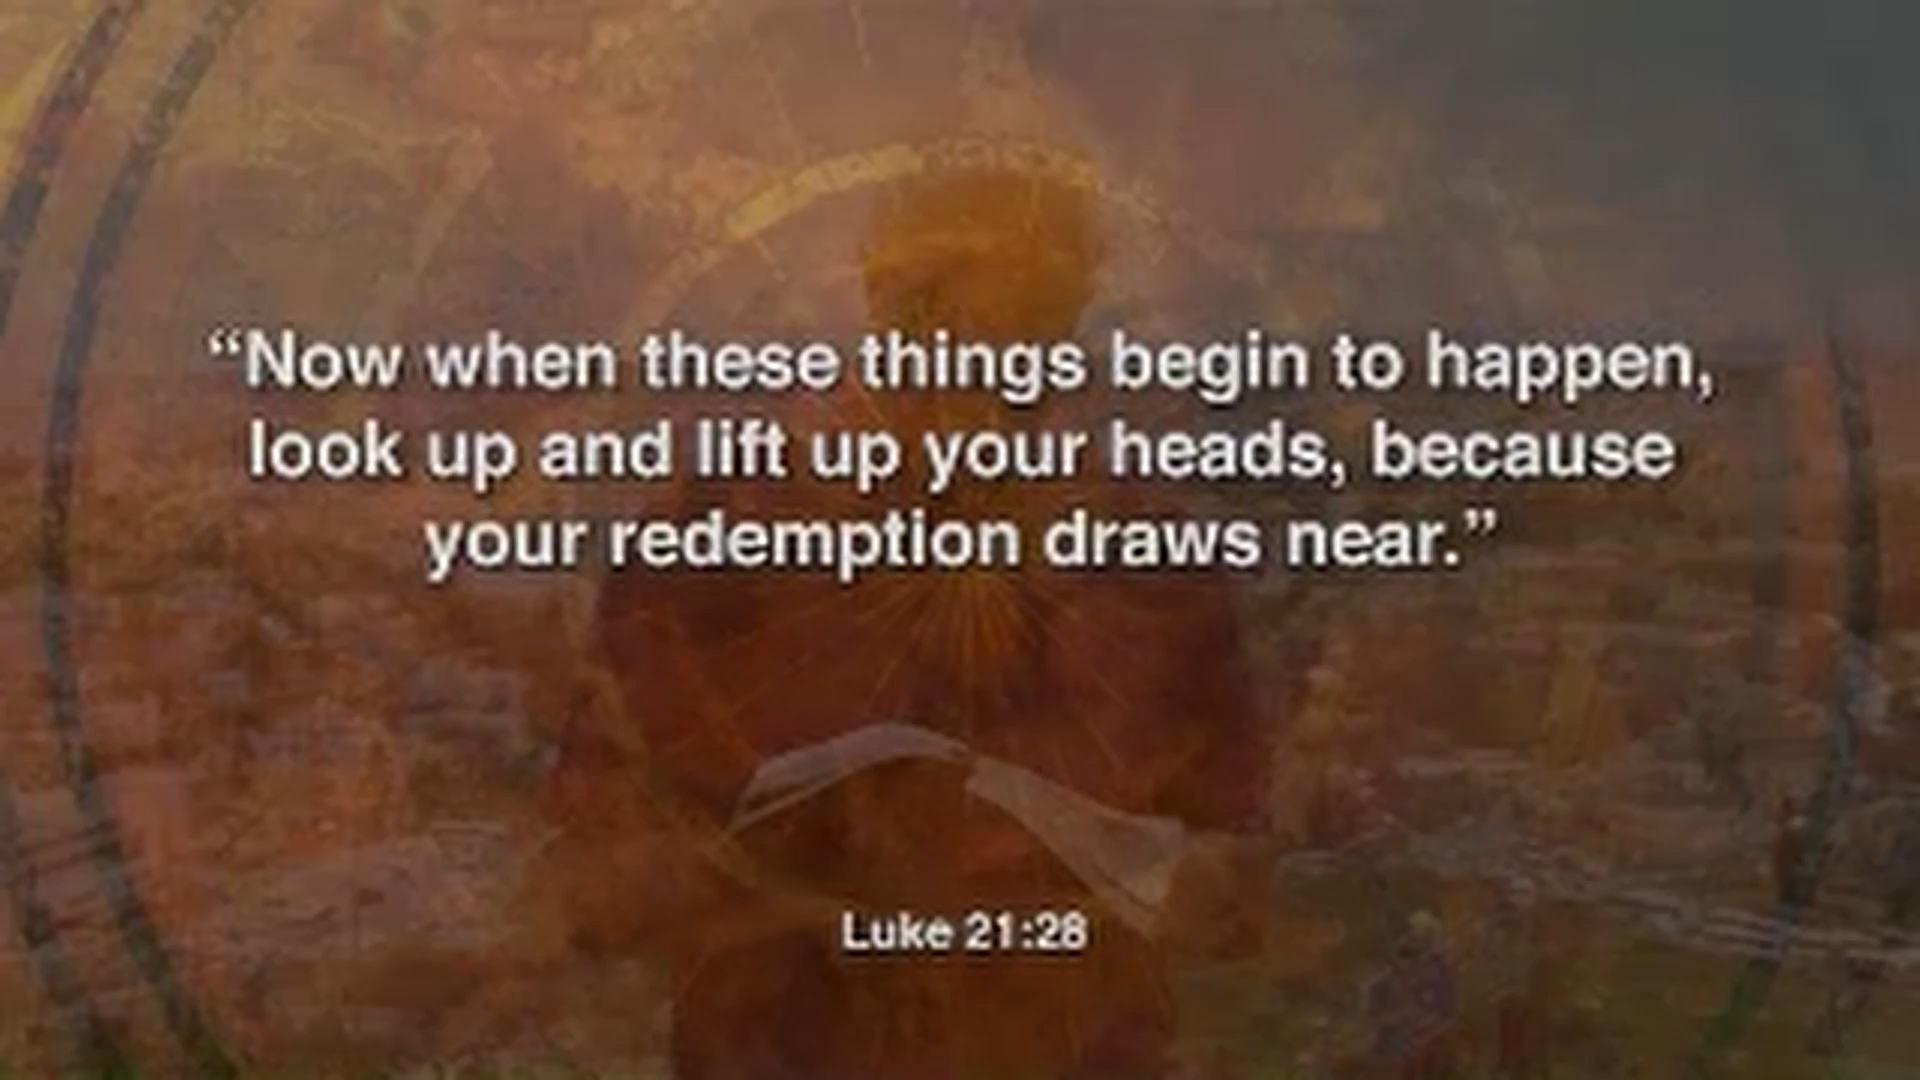 “Now when these things begin to happen,
look up and lift up your heads, because
your redemption draws near.”
Luke 21:28